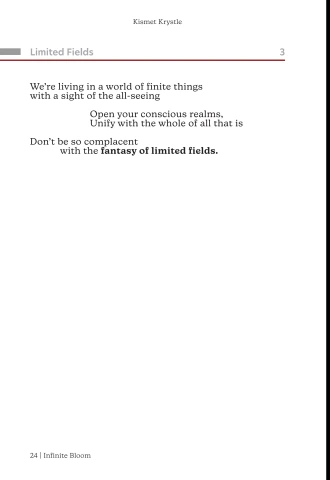 Kismet Krystle
Limited Fields 3
We're living in a world of finite things
with a sight of the all-seeing
Open your conscious realms,
Unify with the whole of all that is
Don't be so complacent
with the fantasy of limited fields.
24 | Infinite Bloom